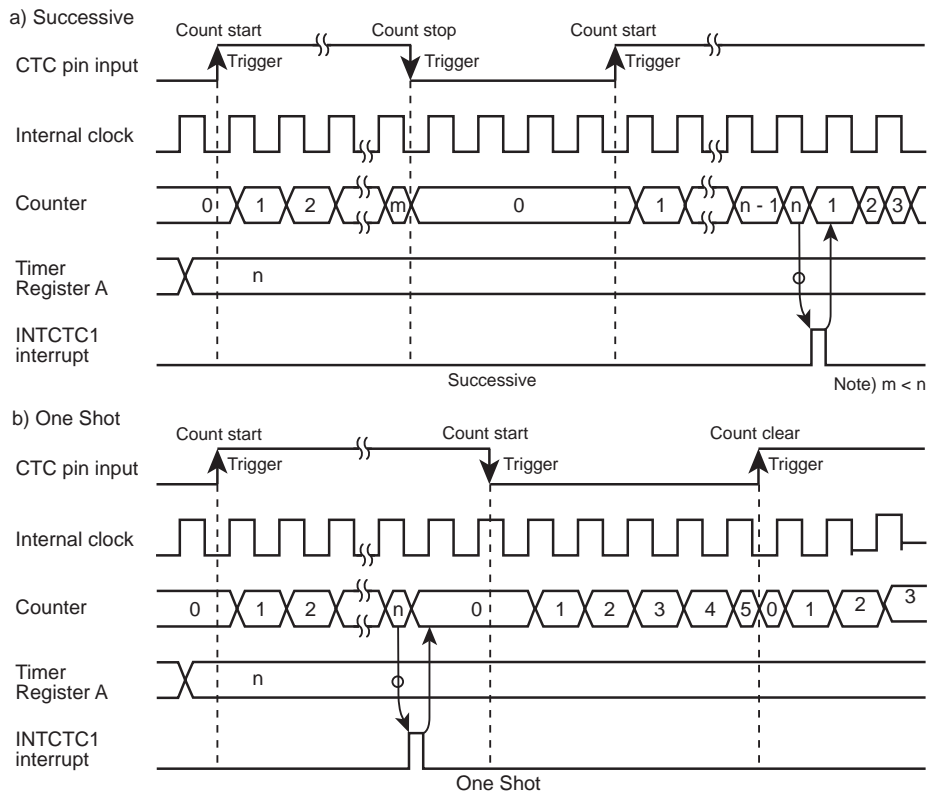 a) Successive
Count start Count stop Count start
CTC pin input Trigger Trigger Trigger
Internal clock
Counter 0 1 2 m 0 1 n - 1 n 1 2 3
Timer
Register A n
INTCTC1
interrupt
Successive Note) m < n
b) One Shot
Count start Count start Count clear
CTC pin input Trigger Trigger Trigger
Internal clock
Counter 0 1 2 n 0 1 2 3 4 5 0 1 2 3
Timer
Register A n
INTCTC1
interrupt
One Shot